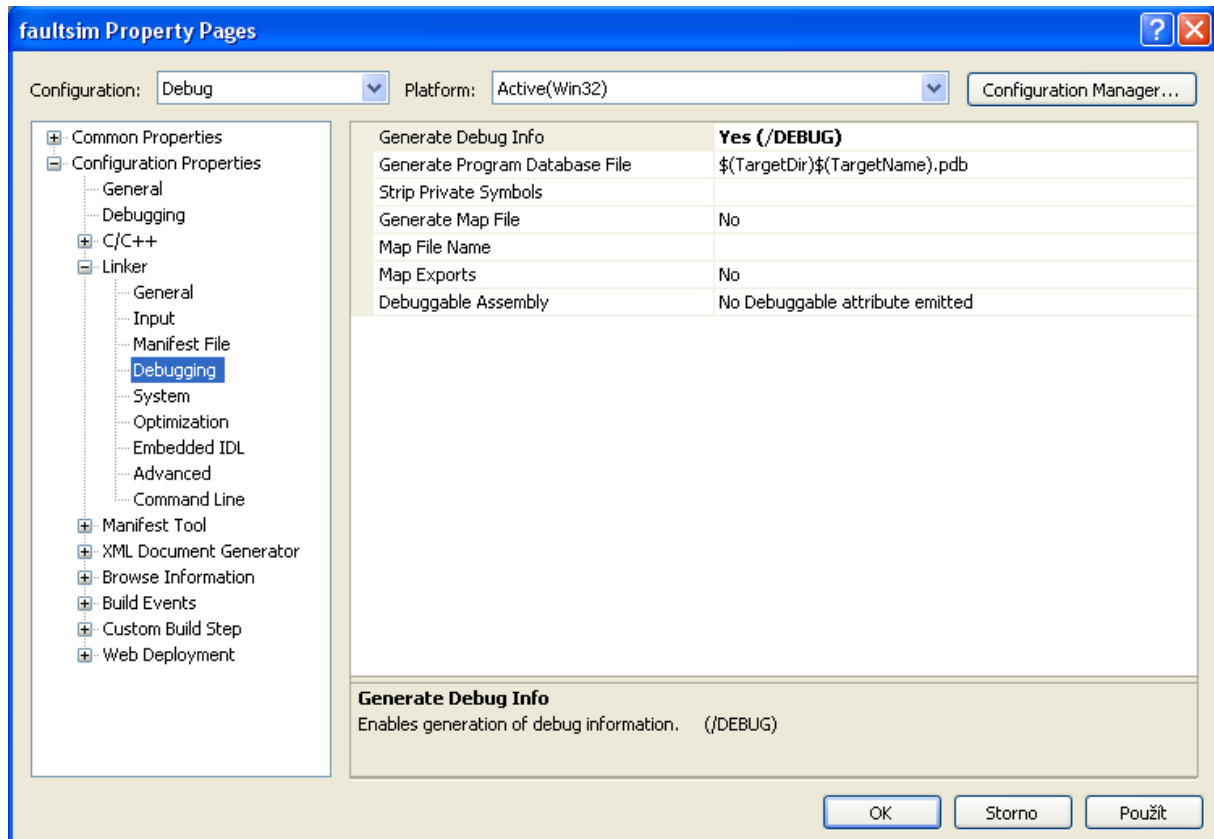 faultsim Property Pages
Configuration: Debug Platform: Active(Win32) Configuration Manager...
Common Properties
Configuration Properties
General
Debugging
C/C++
Linker
General
Input
Manifest File
Debugging
System
Optimization
Embedded IDL
Advanced
Command Line
Manifest Tool
XML Document Generator
Browse Information
Build Events
Custom Build Step
Web Deployment
Generate Debug Info Yes (/DEBUG)
Generate Program Database File $(TargetDir)$(TargetName).pdb
Strip Private Symbols
Generate Map File No
Map File Name
Map Exports No
Debuggable Assembly No Debuggable attribute emitted
Generate Debug Info
Enables generation of debug information. (/DEBUG)
OK Storno Použít